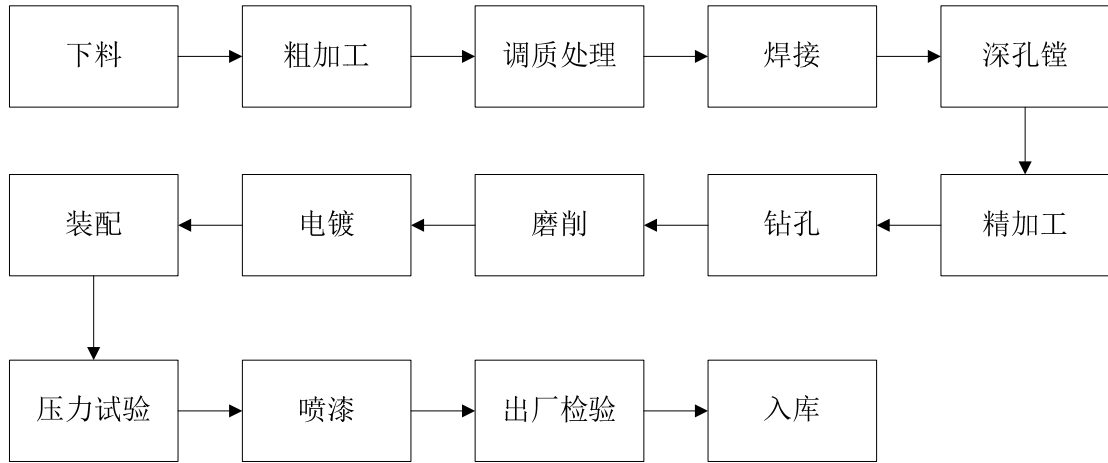 下料
粗加工
调质处理
焊接
深孔镗
精加工
钻孔
磨削
电镀
装配
压力试验
喷漆
出厂检验
入库